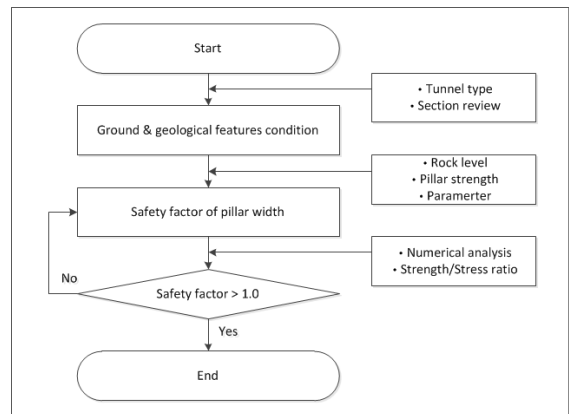 Start
• Tunnel type
• Section review
Ground & geological features condition
• Rock level
• Pillar strength
• Paramerter
Safety factor of pillar width
• Numerical analysis
• Strength/Stress ratio
No
Safety factor > 1.0
Yes
End